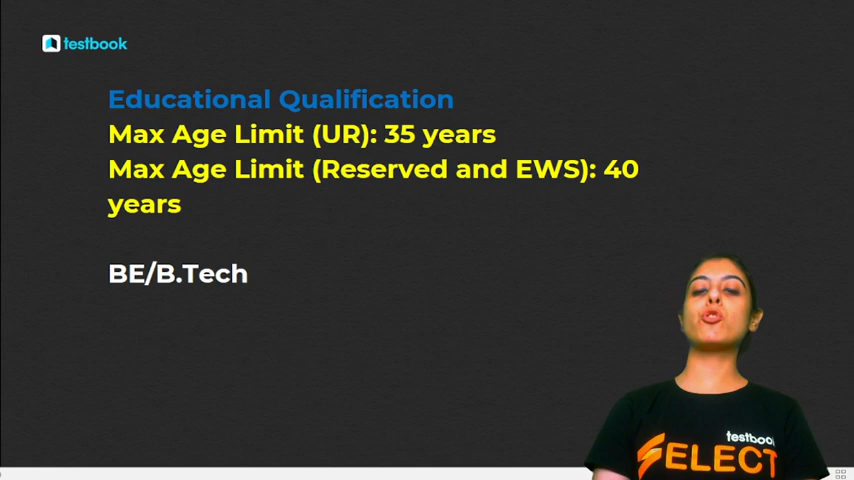 testbook
Educational Qualification
Max Age Limit (UR): 35 years
Max Age Limit (Reserved and EWS): 40
years
BE/B.Tech
testbook
SELECT